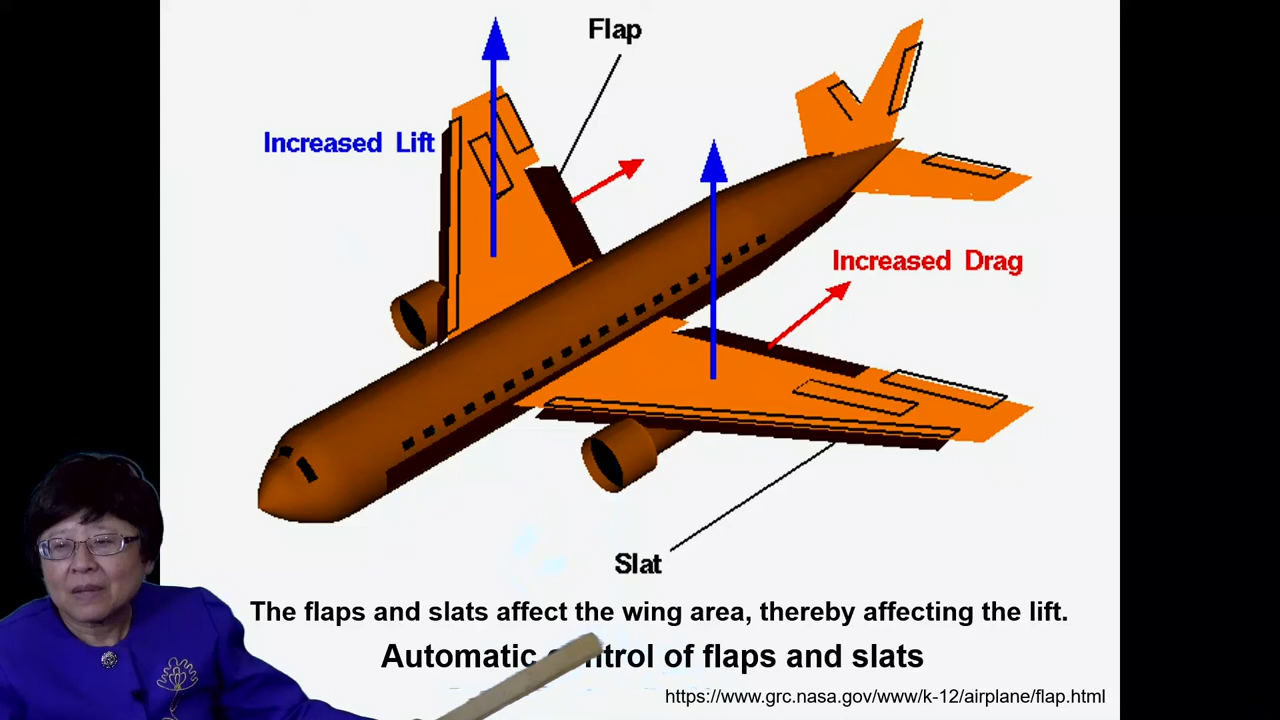 Flap
Increased Lift
Increased Drag
Slat
The flaps and slats affect the wing area, thereby affecting the lift.
Automatic control of flaps and slats
https://www.grc.nasa.gov/www/k-12/airplane/flap.html